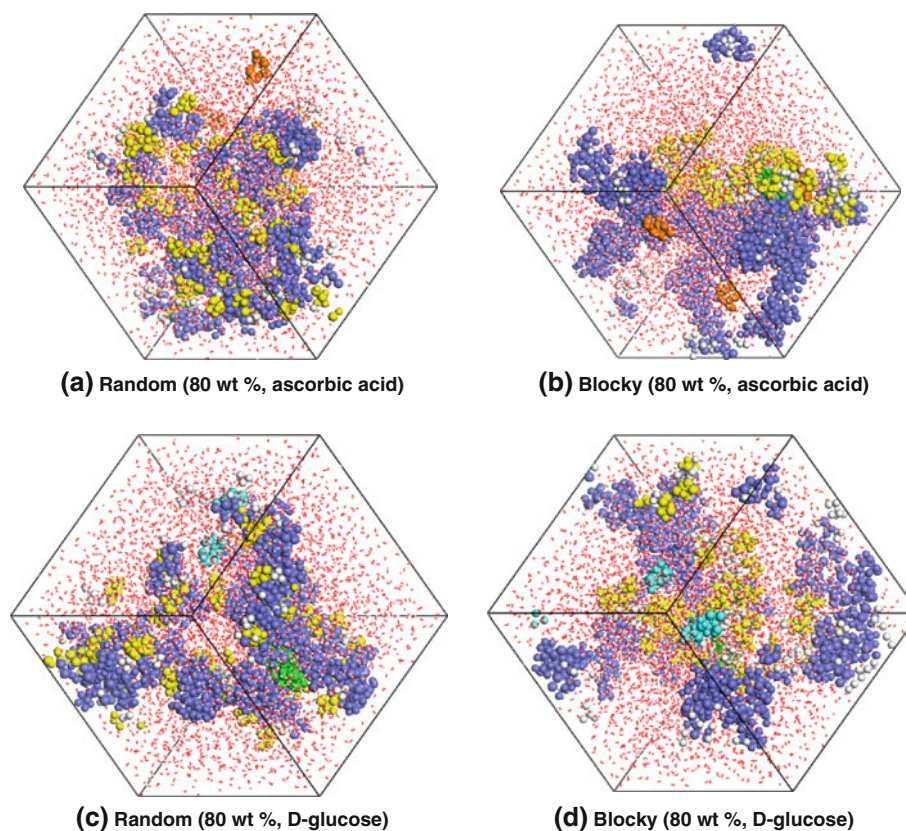 (a) Random (80 wt %, ascorbic acid)
(b) Blocky (80 wt %, ascorbic acid)
(c) Random (80 wt %, D-glucose)
(d) Blocky (80 wt %, D-glucose)